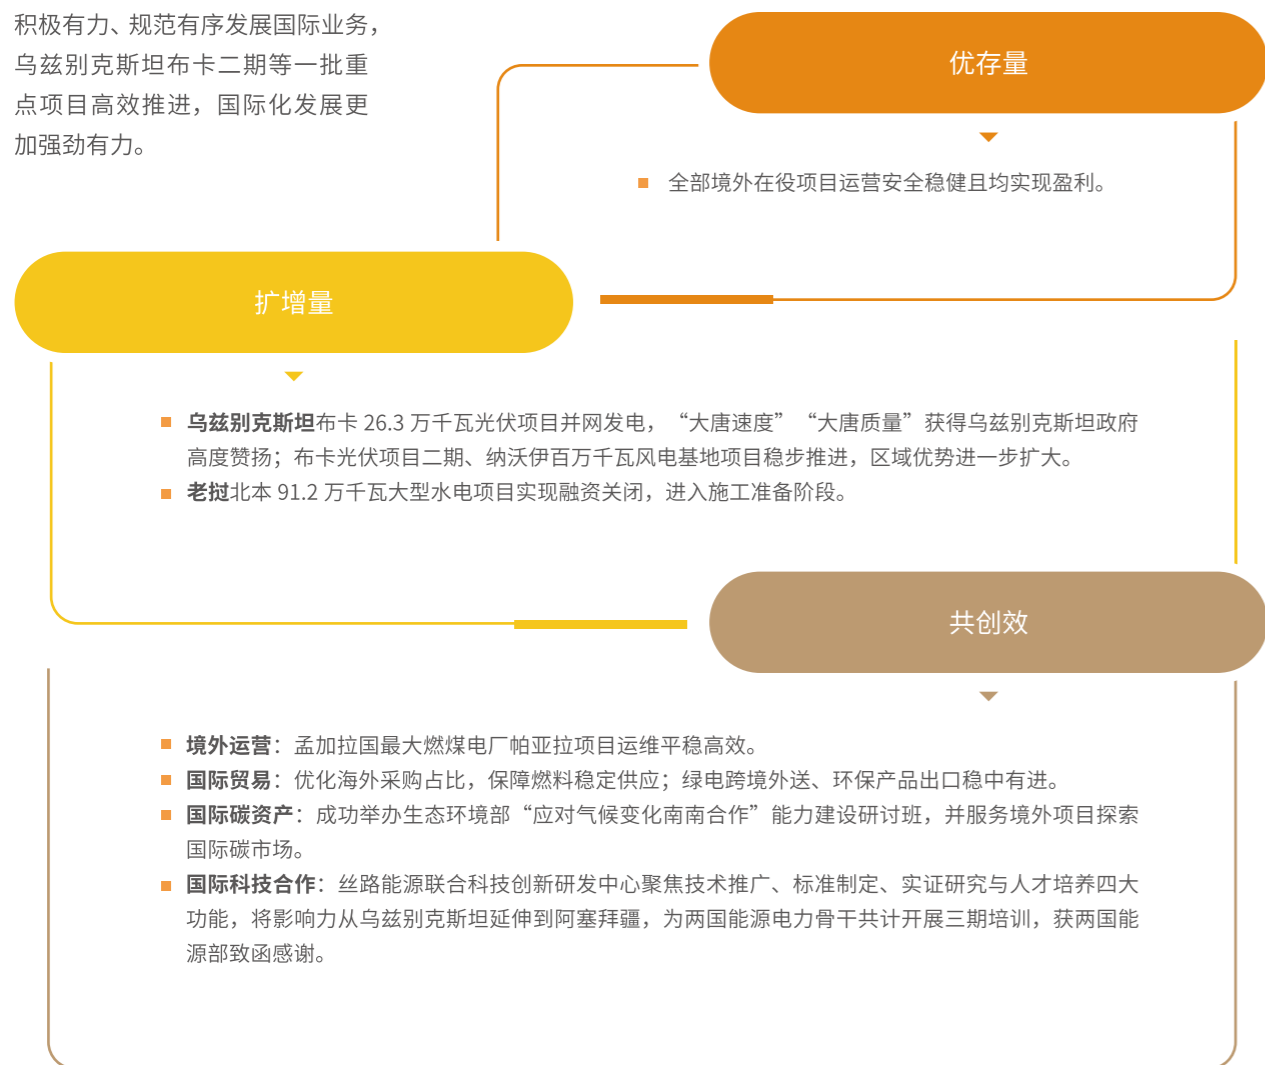 积极有力、规范有序发展国际业务，
乌兹别克斯坦布卡二期等一批重
点项目高效推进，国际化发展更
加强劲有力。
优存量
全部境外在役项目运营安全稳健且均实现盈利。
扩增量
乌兹别克斯坦布卡 26.3 万千瓦光伏项目并网发电，“大唐速度”“大唐质量”获得乌兹别克斯坦政府
高度赞扬；布卡光伏项目二期、纳沃伊百万千瓦风电基地项目稳步推进，区域优势进一步扩大。
老挝北本 91.2 万千瓦大型水电项目实现融资关闭，进入施工准备阶段。
共创效
境外运营：孟加拉国最大燃煤电厂帕亚拉项目运维平稳高效。
国际贸易：优化海外采购占比，保障燃料稳定供应；绿电跨境外送、环保产品出口稳中有进。
国际碳资产：成功举办生态环境部“应对气候变化南南合作”能力建设研讨班，并服务境外项目探索
国际碳市场。
国际科技合作：丝路能源联合科技创新研发中心聚焦技术推广、标准制定、实证研究与人才培养四大
功能，将影响力从乌兹别克斯坦延伸到阿塞拜疆，为两国能源电力骨干共计开展三期培训，获两国能
源部致函感谢。